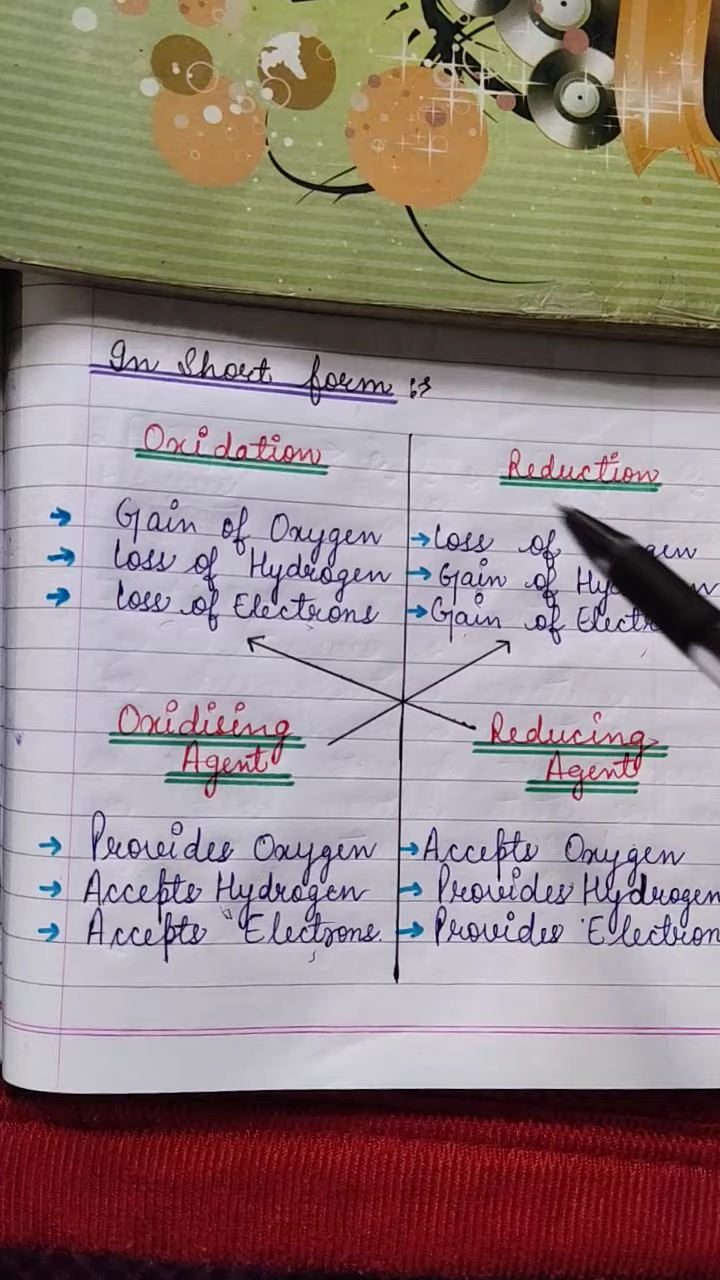 In Short form :→
Oxidation
→ Gain of Oxygen
→ Loss of Hydrogen
→ Loss of Electrons
Reduction
→ Loss of
→ Gain of
→ Gain of
Oxidising
Agent
→ Provides Oxygen
→ Accepts Hydrogen
→ Accepts Electrons.
Reducing
Agent
→ Accepts Oxygen
→ Provides Hydrogen
→ Provides Electron